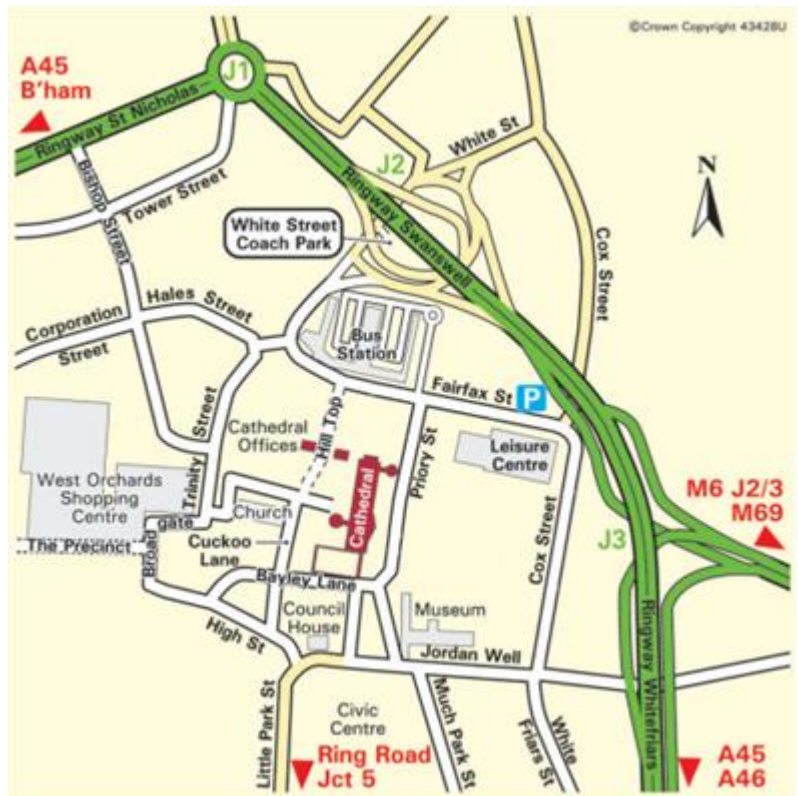 ©Crown Copyright 43428U
A45
B'ham
J1
Ringway St Nicholas
White St
J2
Bishop Street
Tower Street
Ringway Swanswell
N
White Street
Coach Park
Cox Street
Hales Street
Corporation
Street
Bus
Station
Fairfax St
P
Trinity Street
Cathedral
Offices
Hill Top
Priory St
Leisure
Centre
West Orchards
Shopping
Centre
Cathedral
M6 J2/3
M69
Church
Broad
gate
The Precinct
Cuckoo
Lane
Cox Street
J3
Bayley Lane
Council
House
Museum
High St
Jordan Well
Ringway Whitefriars
Little Park St
Civic
Centre
Much Park St
White
Friars St
Ring Road
Jct 5
A45
A46